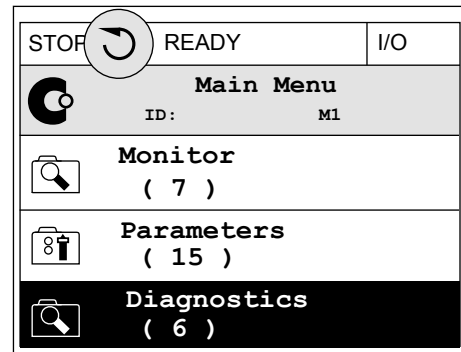 STOP READY I/O
Main Menu
ID: M1
Monitor
( 7 )
Parameters
( 15 )
Diagnostics
( 6 )